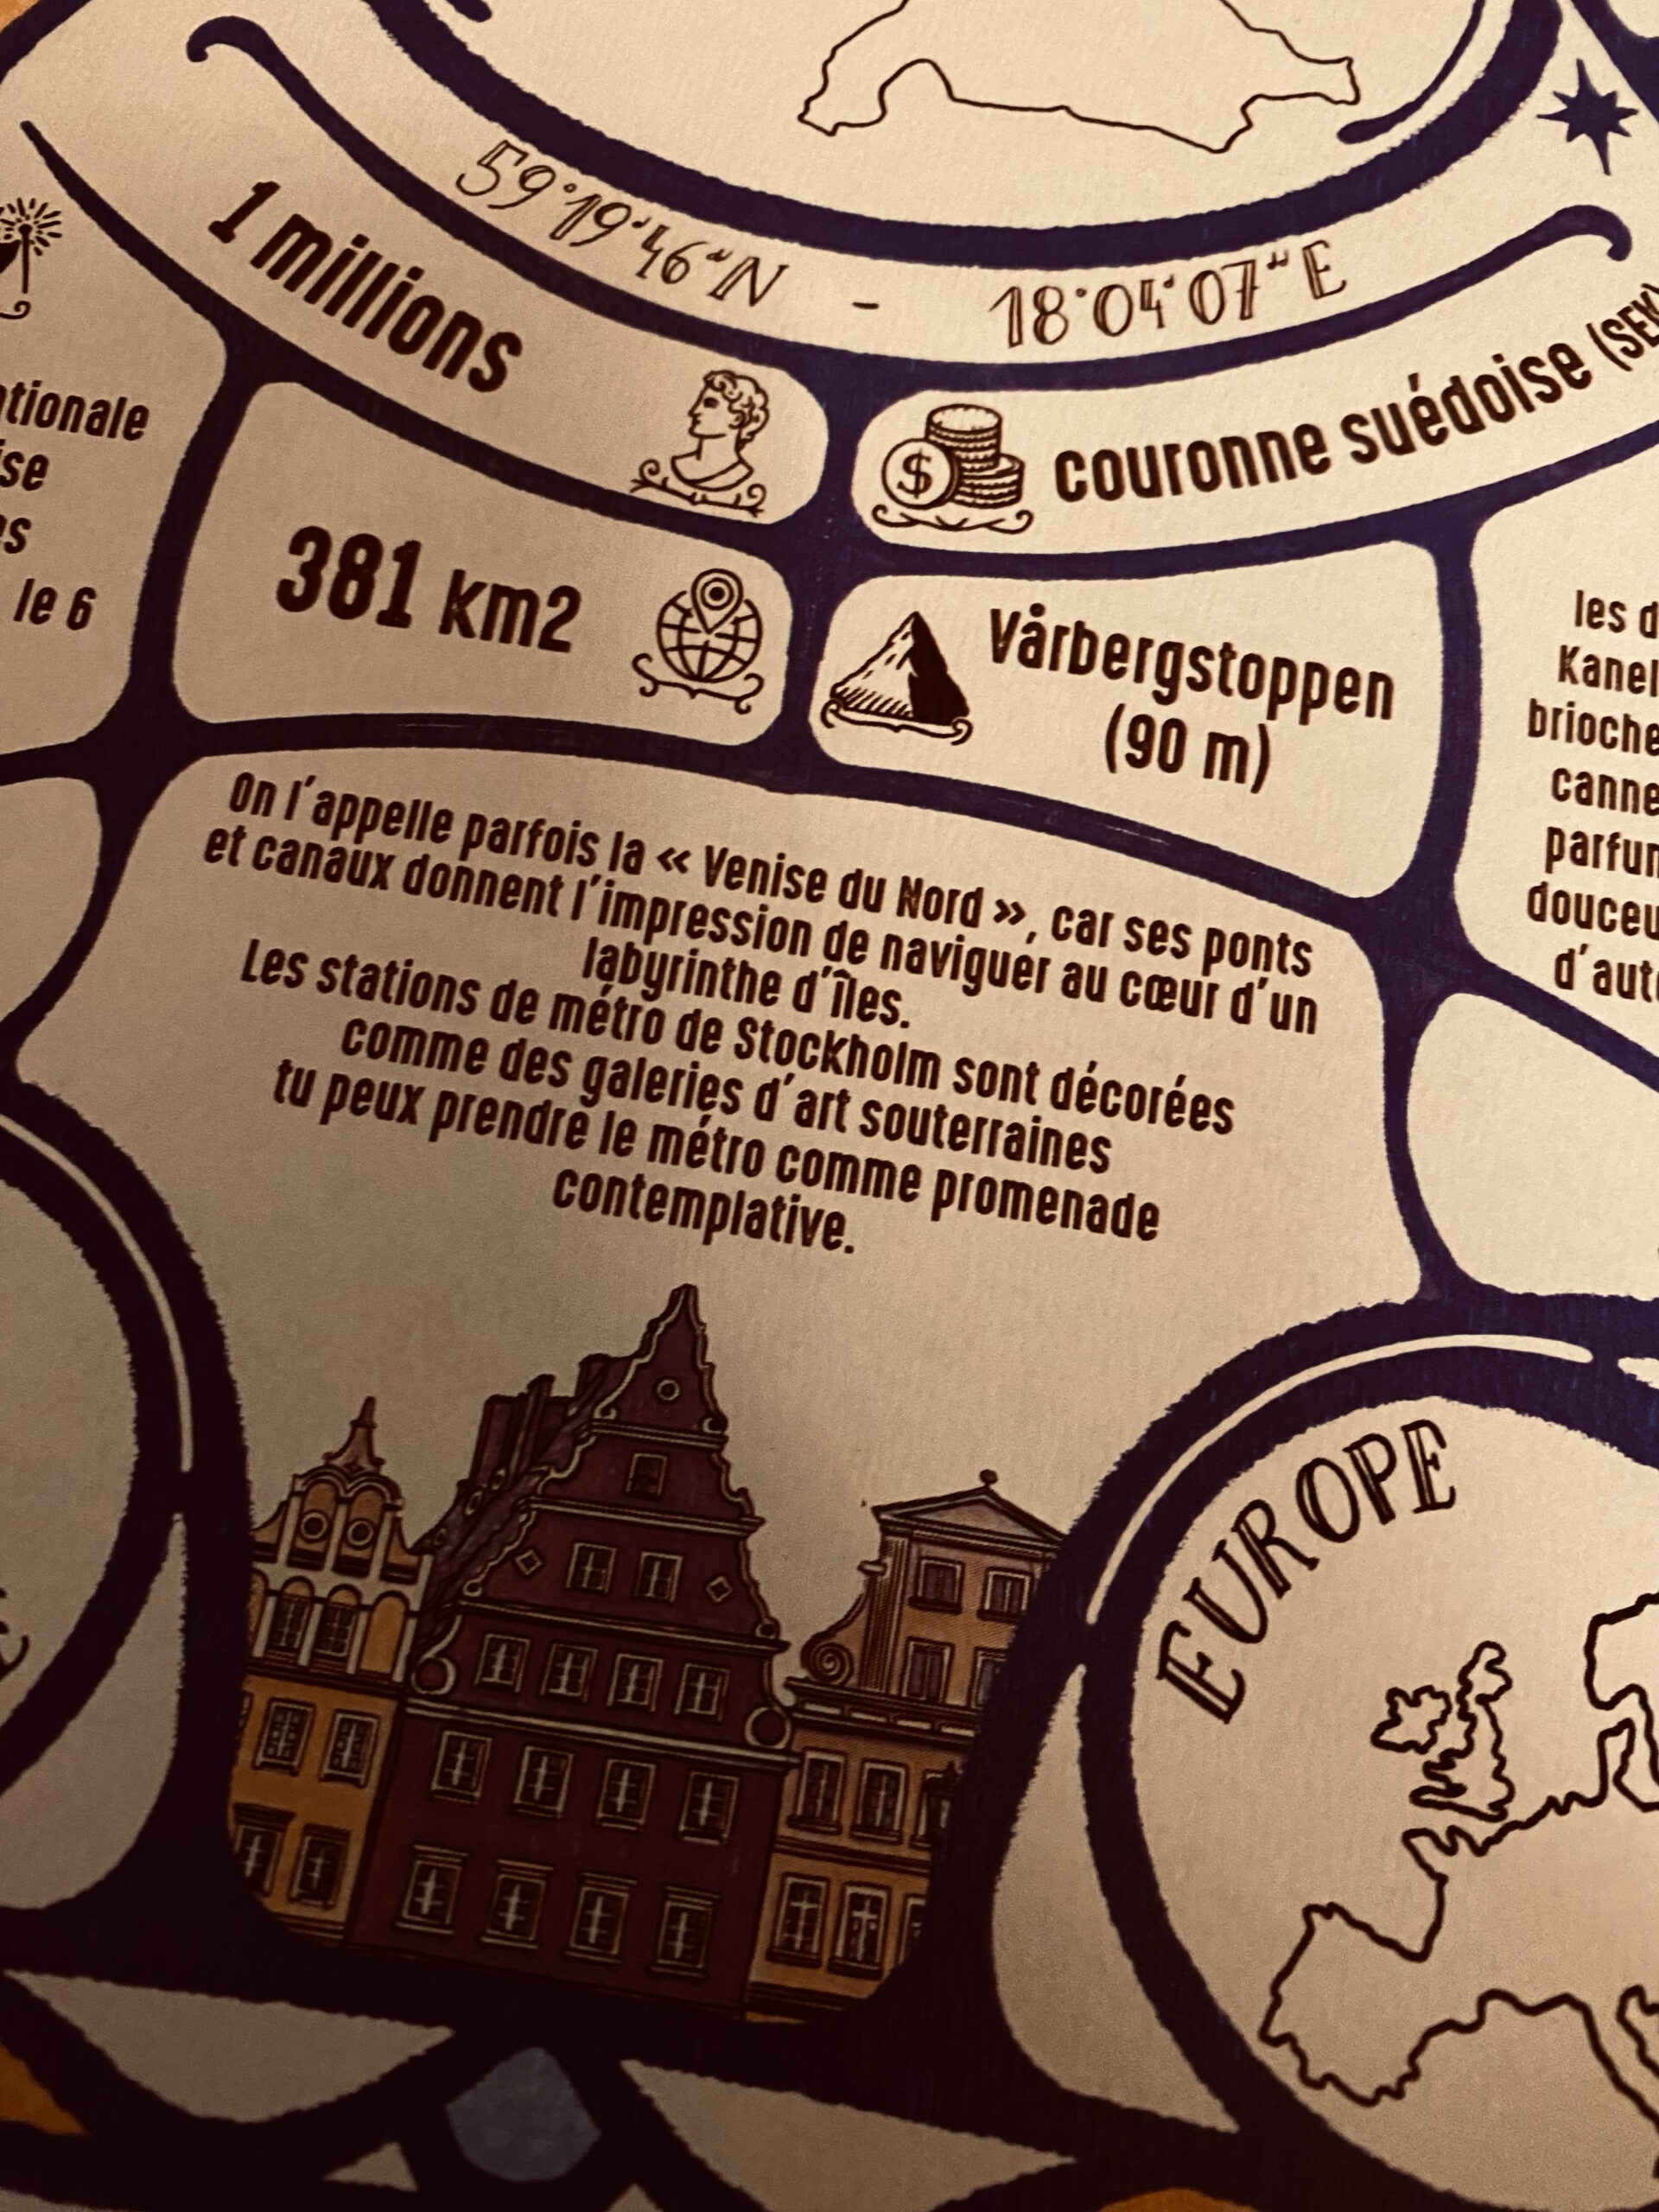 59°19'46"N - 18°04'07"E
1 millions
couronne suédoise (SEK
381 km2
Vårbergstoppen
(90 m)
ationale
se
s
le 6
On l'appelle parfois la « Venise du Nord », car ses ponts
et canaux donnent l'impression de naviguer au cœur d'un
labyrinthe d'îles.
Les stations de métro de Stockholm sont décorées
comme des galeries d'art souterraines
tu peux prendre le métro comme promenade
contemplative.
les d
Kanel
brioche
canne
parfum
douceu
d'aut
EUROPE